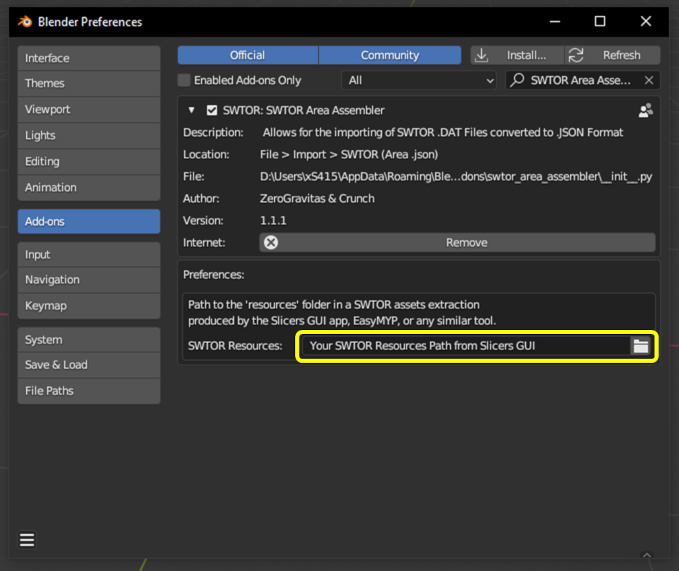 Blender Preferences
Interface
Themes
Viewport
Lights
Editing
Animation
Add-ons
Input
Navigation
Keymap
System
Save & Load
File Paths
Official Community Install... Refresh
Enabled Add-ons Only All SWTOR Area Asse...
SWTOR: SWTOR Area Assembler
Description: Allows for the importing of SWTOR .DAT Files converted to .JSON Format
Location: File > Import > SWTOR (Area .json)
File: D:\Users\xS415\AppData\Roaming\Ble...dons\swtor_area_assembler\__init__.py
Author: ZeroGravitas & Crunch
Version: 1.1.1
Internet: Remove
Preferences:
Path to the 'resources' folder in a SWTOR assets extraction
produced by the Slicers GUI app, EasyMYP, or any similar tool.
SWTOR Resources: Your SWTOR Resources Path from Slicers GUI